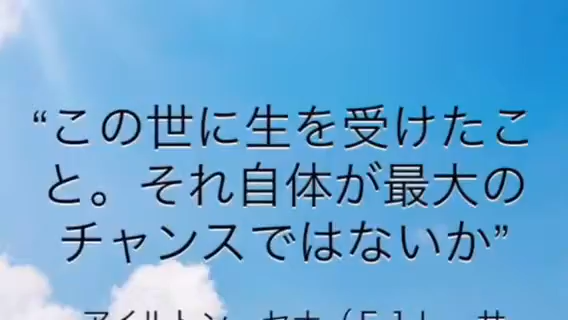 “この世に生を受けたこ
と。それ自体が最大の
チャンスではないか”